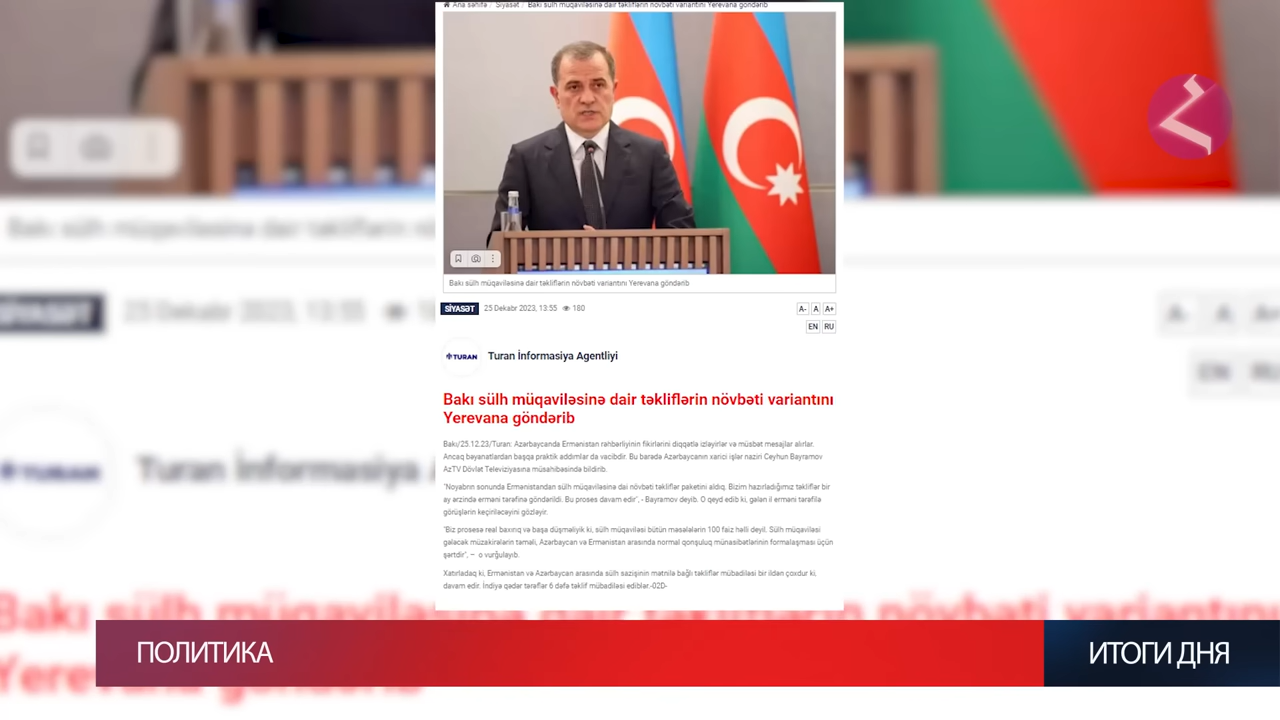 Ana səhifə / Siyasət / Bakı sülh müqaviləsinə dair təkliflərin növbəti variantını Yerevana göndərib
Bakı sülh müqaviləsinə dair təkliflərin növbəti variantını Yerevana göndərib
SİYASƏT 25 Dekabr 2023, 13:55 180 A- A A+
EN RU
TURAN Turan İnformasiya Agentliyi
Bakı sülh müqaviləsinə dair təkliflərin növbəti variantını
Yerevana göndərib
Bakı/25.12.23/Turan: Azərbaycanda Ermənistan rəhbərliyinin fikirlərini diqqətlə izləyirlər və müsbət mesajlar alırlar.
Ancaq bəyanatlardan başqa praktik addımlar da vacibdir. Bu barədə Azərbaycanın xarici işlər naziri Ceyhun Bayramov
AzTV Dövlət Televiziyasına müsahibəsində bildirib.
"Noyabrın sonunda Ermənistandan sülh müqaviləsinə dai növbəti təkliflər paketini aldıq. Bizim hazırladığımız təkliflər bir
ay ərzində erməni tərəfinə göndərildi. Bu proses davam edir", - Bayramov deyib. O qeyd edib ki, gələn il erməni tərəfilə
görüşlərin keçiriləcəyini gözləyir.
"Biz prosesə real baxırıq və başa düşməliyik ki, sülh müqaviləsi bütün məsələlərin 100 faiz həlli deyil. Sülh müqaviləsi
gələcək müzakirələrin təməli, Azərbaycan və Ermənistan arasında normal qonşuluq münasibətlərinin formalaşması üçün
şərtdir", – o vurğulayıb.
Xatırladaq ki, Ermənistan və Azərbaycan arasında sülh sazişinin mətnilə bağlı təkliflər mübadiləsi bir ildən çoxdur ki,
davam edir. İndiyə qədər tərəflər 6 dəfə təklif mübadiləsi ediblər.-02D-
ПОЛИТИКА
ИТОГИ ДНЯ